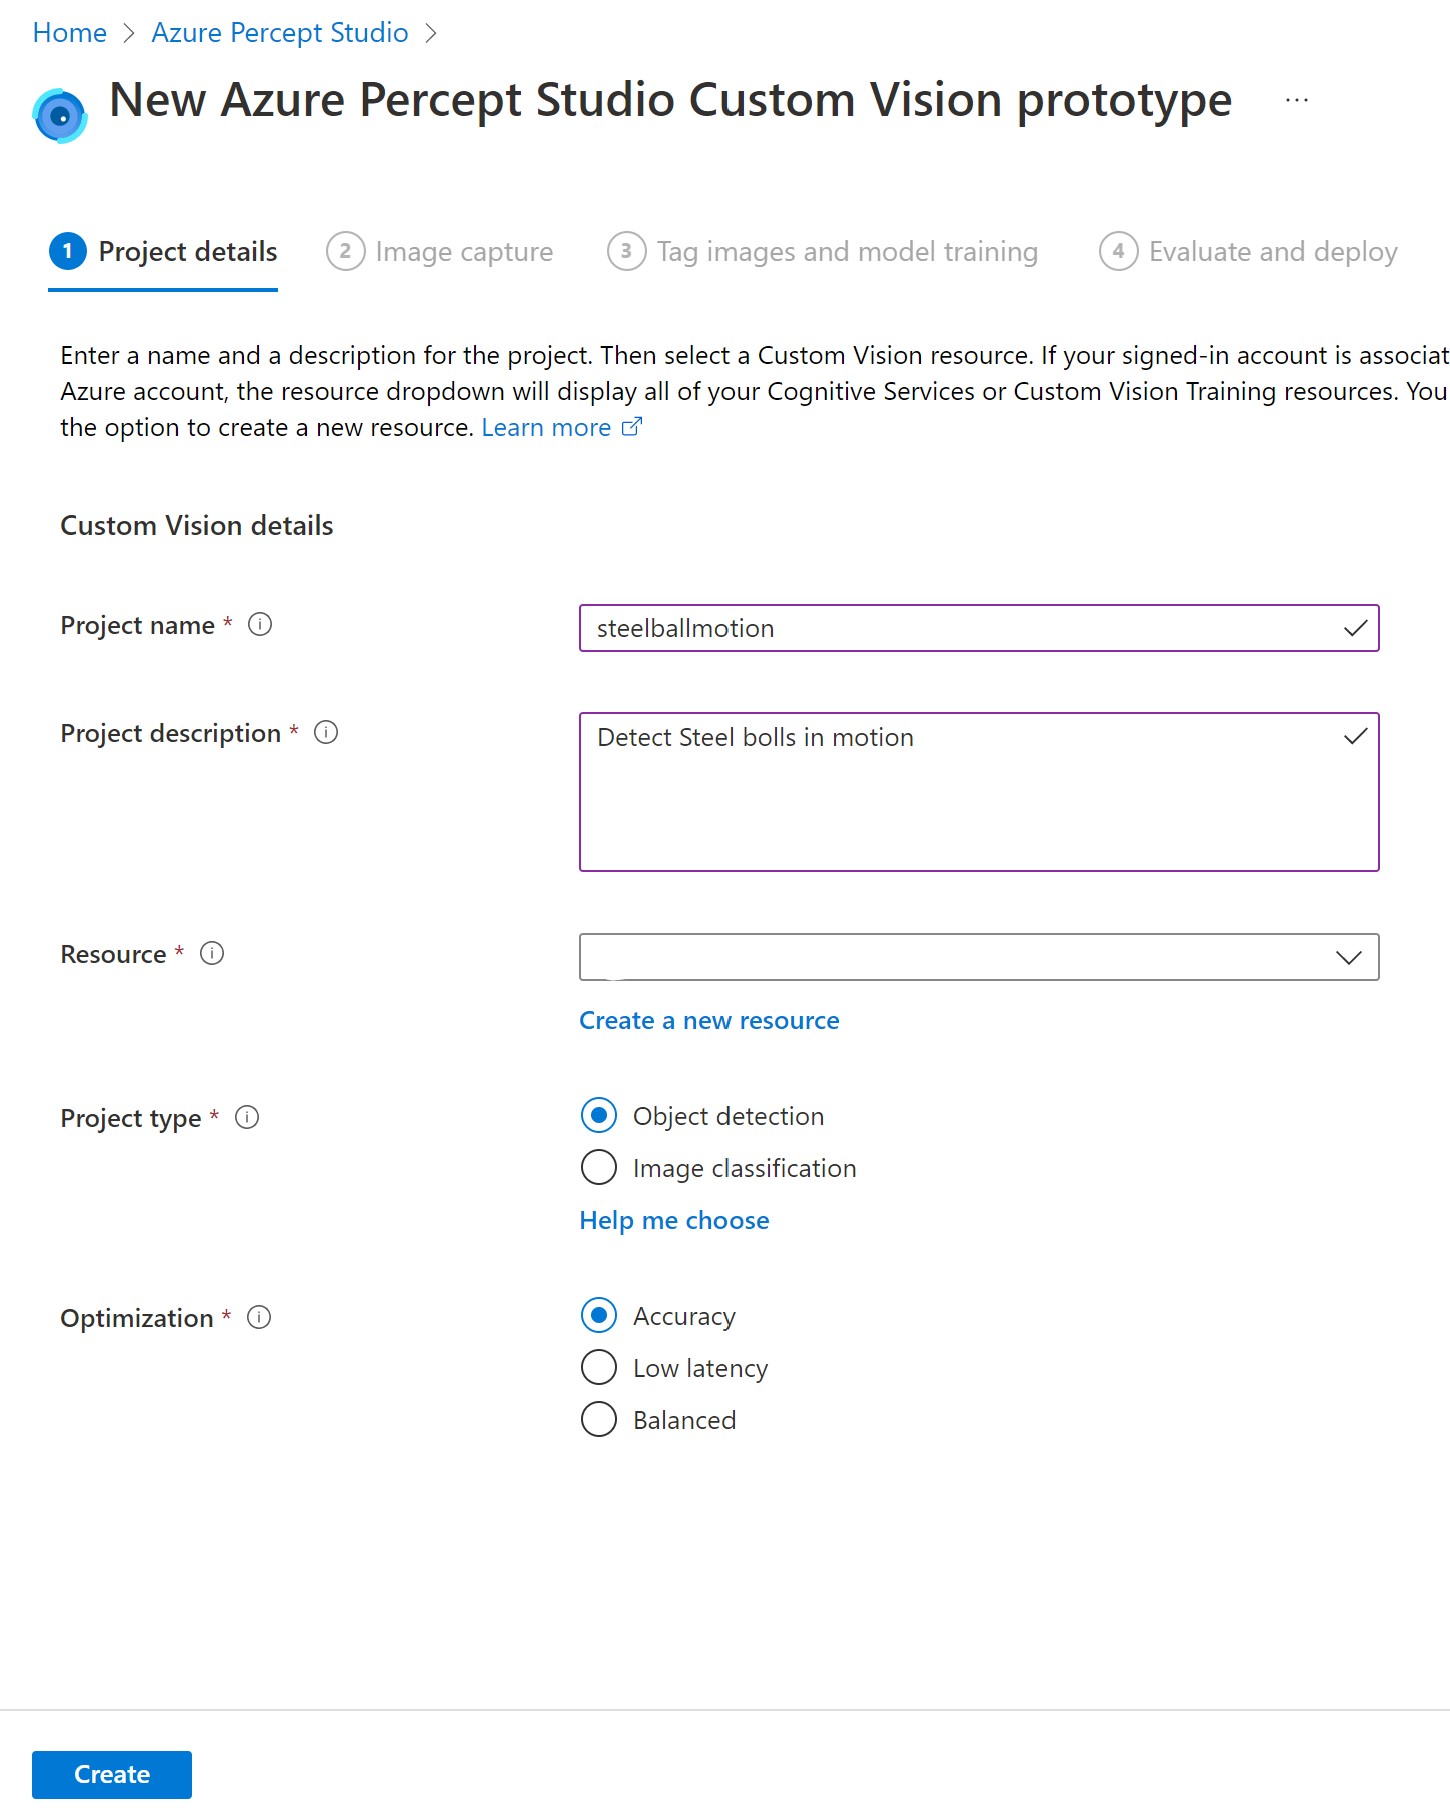 Home > Azure Percept Studio >
New Azure Percept Studio Custom Vision prototype ...
1 Project details 2 Image capture 3 Tag images and model training 4 Evaluate and deploy
Enter a name and a description for the project. Then select a Custom Vision resource. If your signed-in account is associat
Azure account, the resource dropdown will display all of your Cognitive Services or Custom Vision Training resources. You
the option to create a new resource. Learn more
Custom Vision details
Project name * steelballmotion
Project description * Detect Steel bolls in motion
Resource *
Create a new resource
Project type * Object detection
Image classification
Help me choose
Optimization * Accuracy
Low latency
Balanced
Create